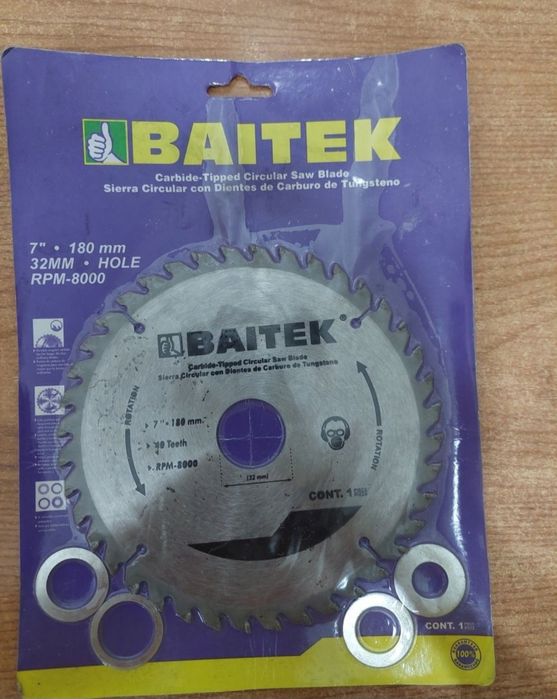 BAITEK
Carbide-Tipped Circular Saw Blade
Sierra Circular con Dientes de Carburo de Tungsteno
7" • 180 mm
32MM • HOLE
RPM-8000
BAITEK®
Carbide-Tipped Circular Saw Blade
Sierra Circular con Dientes de Carburo de Tungsteno
ROTATION
7" - 180 mm
40 Teeth
RPM-8000
(32 mm)
ROTATION
CONT. 1
CONT. 1
100%